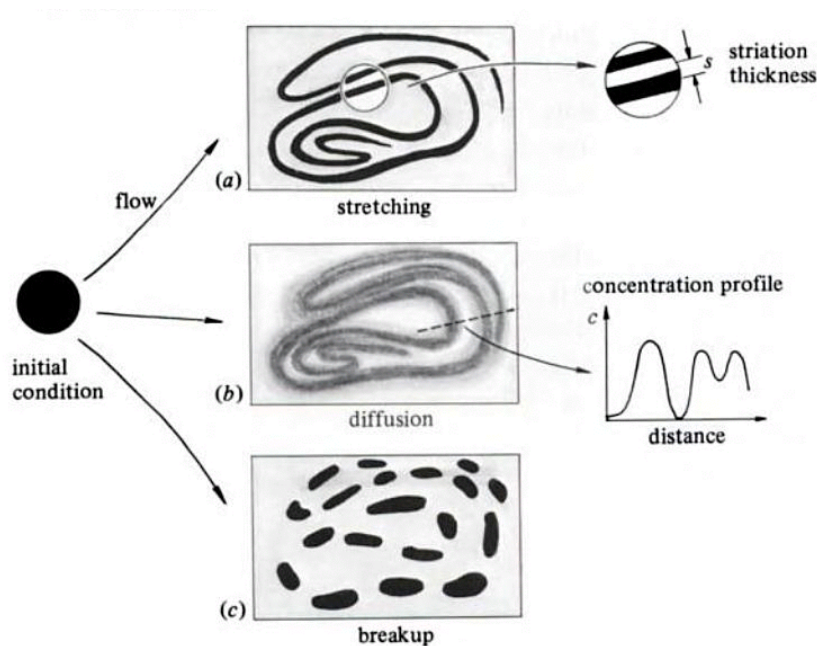 s
striation
thickness
(a)
flow
stretching
concentration profile
c
initial
condition
(b)
diffusion
distance
(c)
breakup